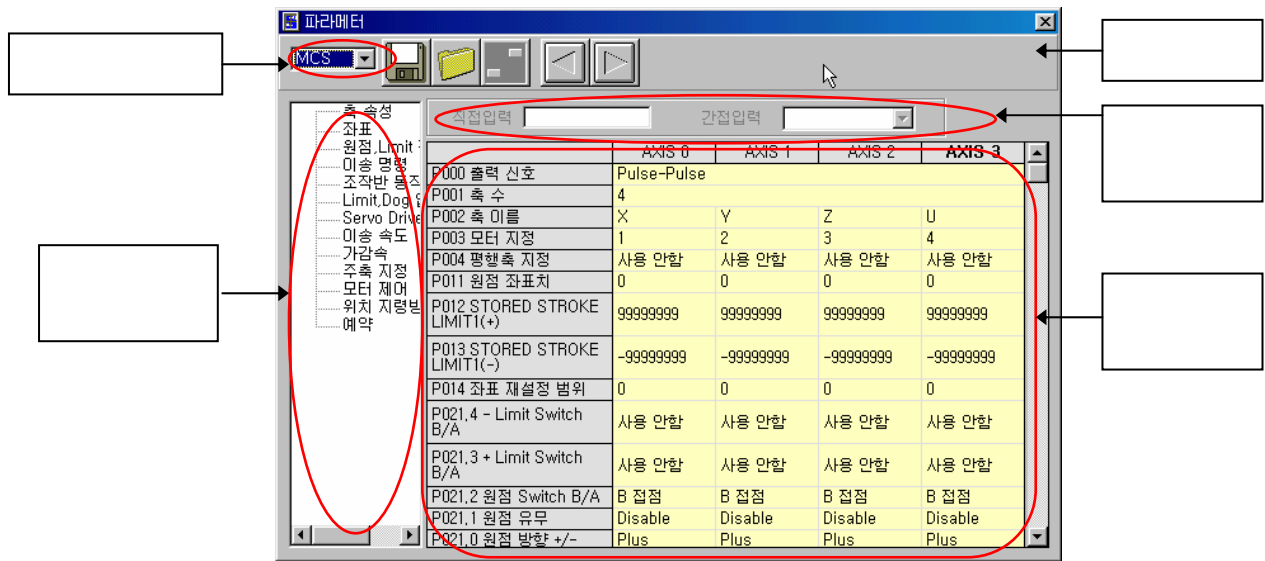 파라메터
MCS
축 속성
좌표
원점,Limit
이송 명령
조작반 동작
Limit,Dog
Servo Drive
이송 속도
가감속
주축 지정
모터 제어
위치 지령방
예약
직접입력 간접입력
AXIS 0 AXIS 1 AXIS 2 AXIS 3
P000 출력 신호 Pulse-Pulse
P001 축 수 4
P002 축 이름 X Y Z U
P003 모터 지정 1 2 3 4
P004 평행축 지정 사용 안함 사용 안함 사용 안함 사용 안함
P011 원점 좌표치 0 0 0 0
P012 STORED STROKE LIMIT1(+) 99999999 99999999 99999999 99999999
P013 STORED STROKE LIMIT1(-) -99999999 -99999999 -99999999 -99999999
P014 좌표 재설정 범위 0 0 0 0
P021,4 - Limit Switch B/A 사용 안함 사용 안함 사용 안함 사용 안함
P021,3 + Limit Switch B/A 사용 안함 사용 안함 사용 안함 사용 안함
P021,2 원점 Switch B/A B 접점 B 접점 B 접점 B 접점
P021,1 원점 유무 Disable Disable Disable Disable
P021,0 원점 방향 +/- Plus Plus Plus Plus